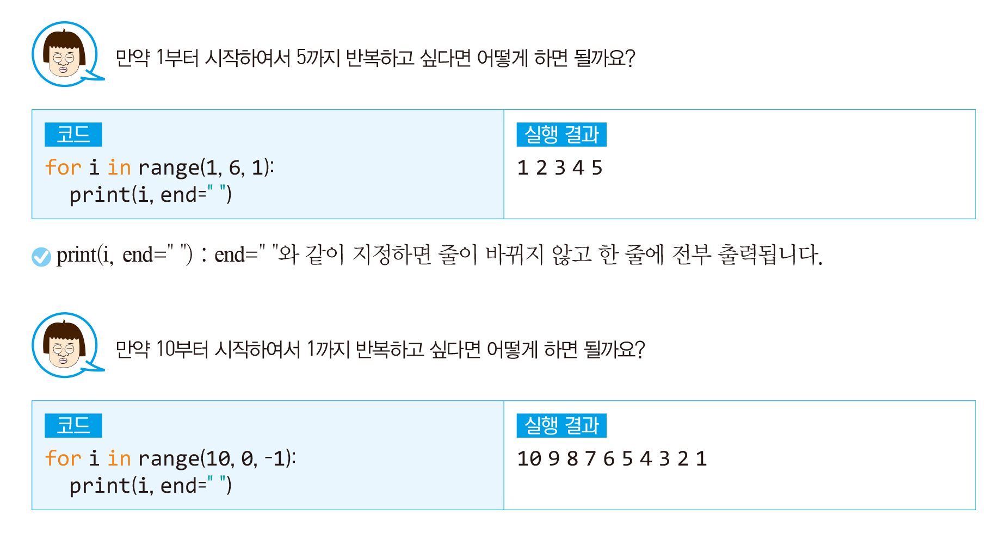 만약 1부터 시작하여서 5까지 반복하고 싶다면 어떻게 하면 될까요?
코드
for i in range(1, 6, 1):
print(i, end=" ")
실행 결과
1 2 3 4 5
print(i, end=" ") : end=" "와 같이 지정하면 줄이 바뀌지 않고 한 줄에 전부 출력됩니다.
만약 10부터 시작하여서 1까지 반복하고 싶다면 어떻게 하면 될까요?
코드
for i in range(10, 0, -1):
print(i, end=" ")
실행 결과
10 9 8 7 6 5 4 3 2 1